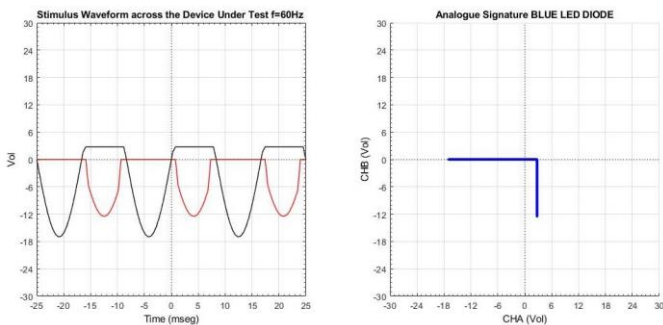 Stimulus Waveform across the Device Under Test f=60Hz
30
24
18
12
6
0
-6
-12
-18
-24
-30
Vol
-25 -20 -15 -10 -5 0 5 10 15 20 25
Time (mseg)
Analogue Signature BLUE LED DIODE
30
24
18
12
6
0
-6
-12
-18
-24
-30
CHB (Vol)
-30 -24 -18 -12 -6 0 6 12 18 24 30
CHA (Vol)